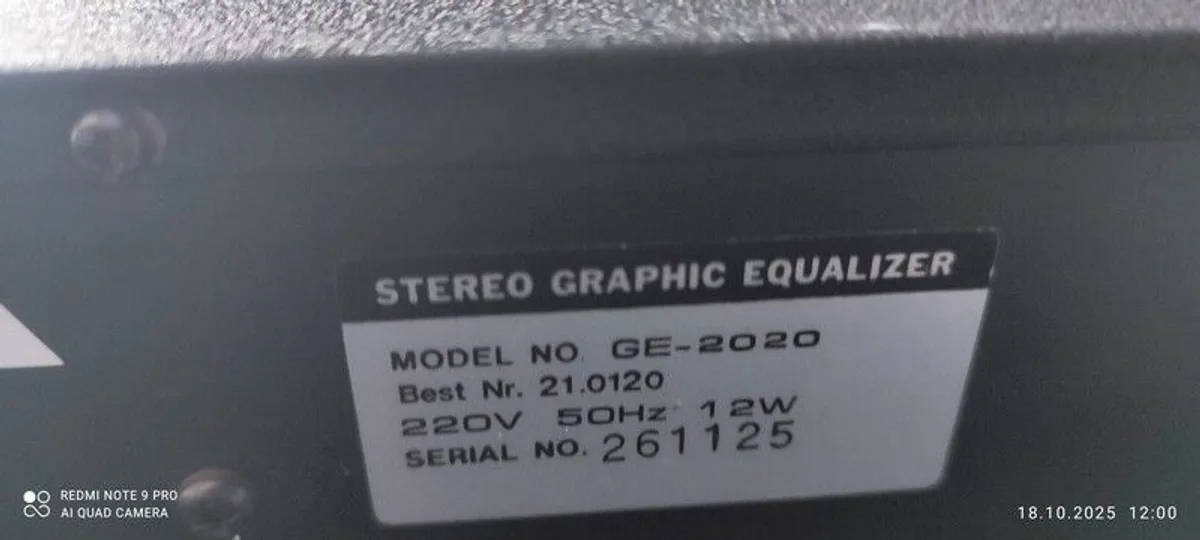 STEREO GRAPHIC EQUALIZER
MODEL NO. GE-2020
Best Nr. 21.0120
220V 50Hz 12W
SERIAL NO. 261125
REDMI NOTE 9 PRO
AI QUAD CAMERA
18.10.2025 12:00